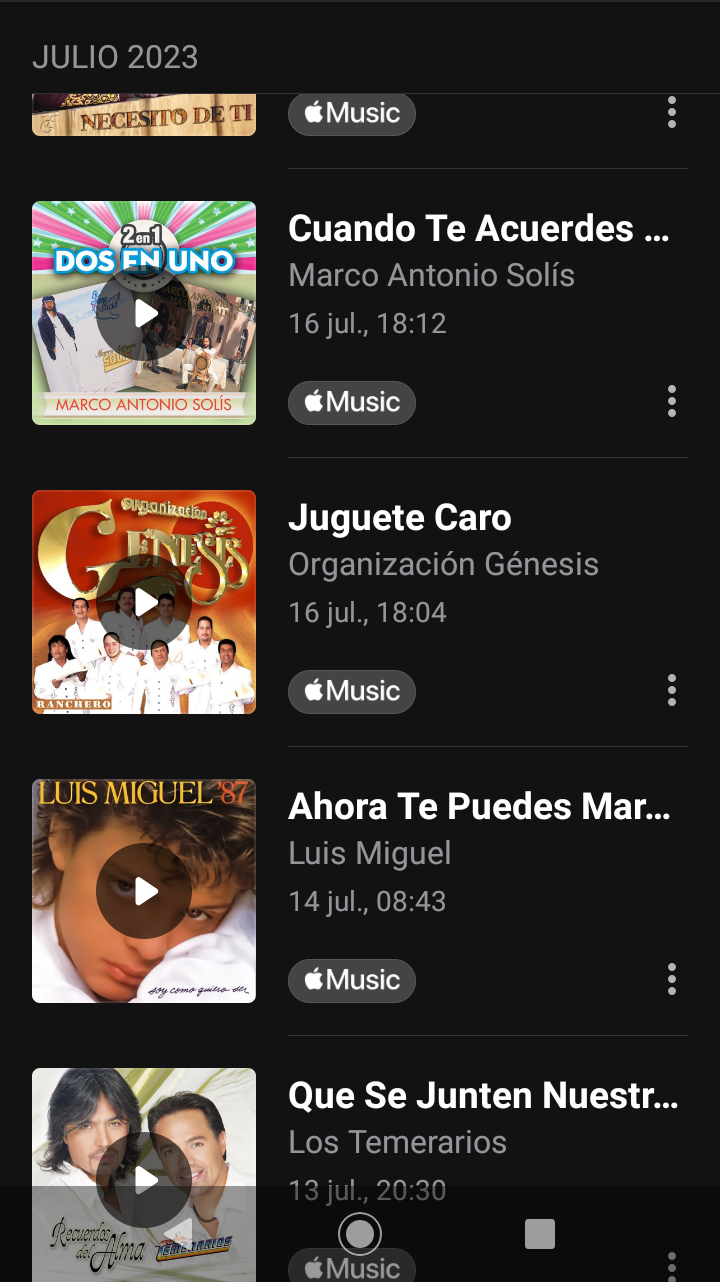 JULIO 2023
NECESITO DE TI
Music
2 en 1
DOS EN UNO
MARCO ANTONIO SOLÍS
Cuando Te Acuerdes ...
Marco Antonio Solís
16 jul., 18:12
Music
Organización
GENESIS
RANCHERO
Juguete Caro
Organización Génesis
16 jul., 18:04
Music
LUIS MIGUEL '87
soy como quiero ser
Ahora Te Puedes Mar...
Luis Miguel
14 jul., 08:43
Music
Recuerdos
del Alma
TEMERARIOS
Que Se Junten Nuestr...
Los Temerarios
13 jul., 20:30
Music